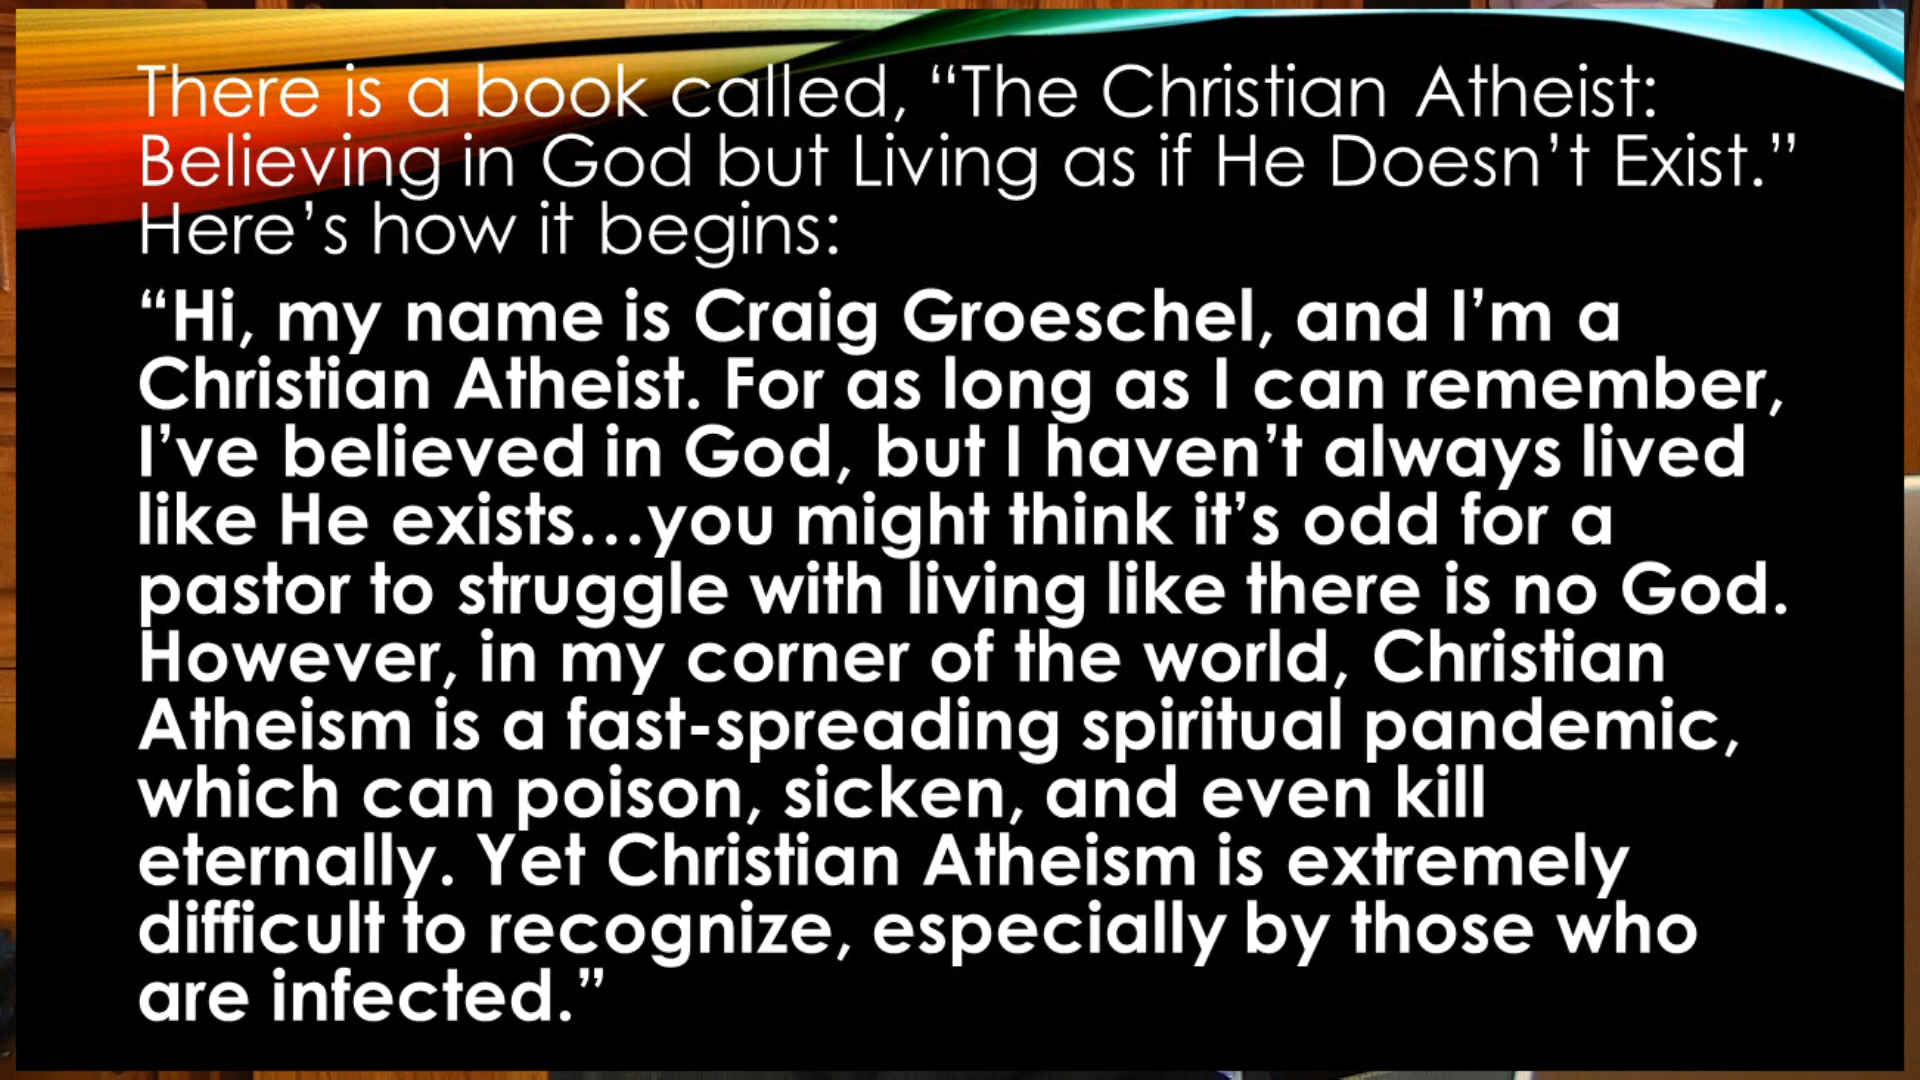 There is a book called, “The Christian Atheist:
Believing in God but Living as if He Doesn’t Exist.”
Here’s how it begins:
“Hi, my name is Craig Groeschel, and I’m a
Christian Atheist. For as long as I can remember,
I’ve believed in God, but I haven’t always lived
like He exists…you might think it’s odd for a
pastor to struggle with living like there is no God.
However, in my corner of the world, Christian
Atheism is a fast-spreading spiritual pandemic,
which can poison, sicken, and even kill
eternally. Yet Christian Atheism is extremely
difficult to recognize, especially by those who
are infected.”